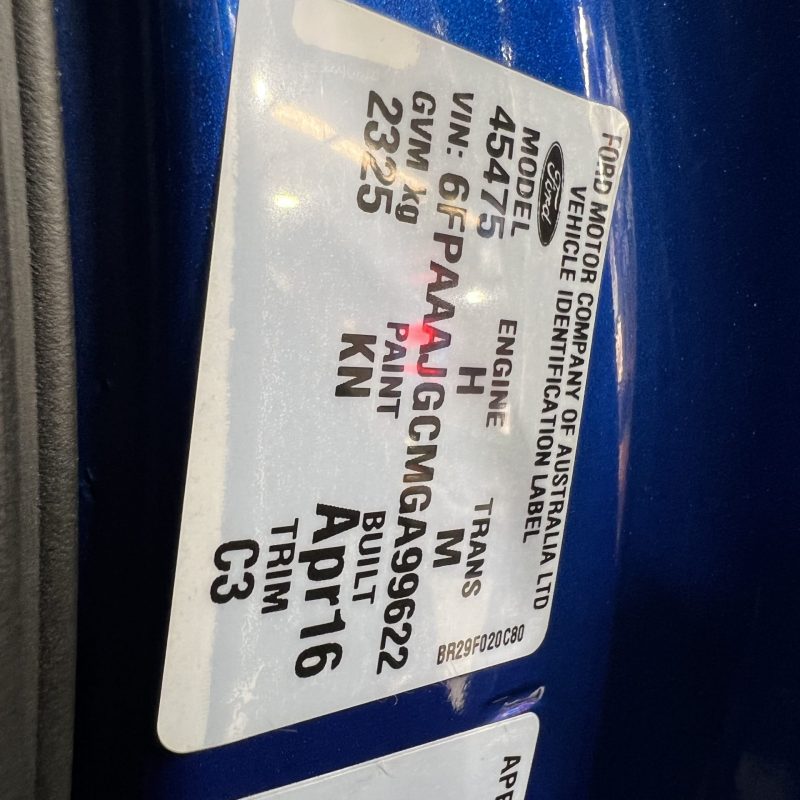 FORD MOTOR COMPANY OF AUSTRALIA LTD
VEHICLE IDENTIFICATION LABEL
Ford
MODEL ENGINE TRANS BR29F020C80
45475 H M
VIN: 6FPAAAJGCMGA99622
GVM kg PAINT BUILT
2325 KN Apr16
TRIM
C3